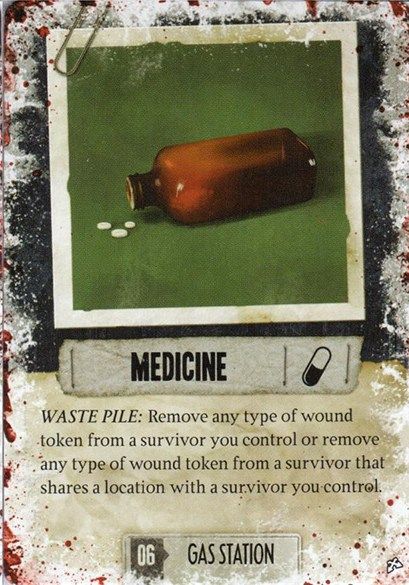 MEDICINE
WASTE PILE: Remove any type of wound
token from a survivor you control or remove
any type of wound token from a survivor that
shares a location with a survivor you control.
06 GAS STATION